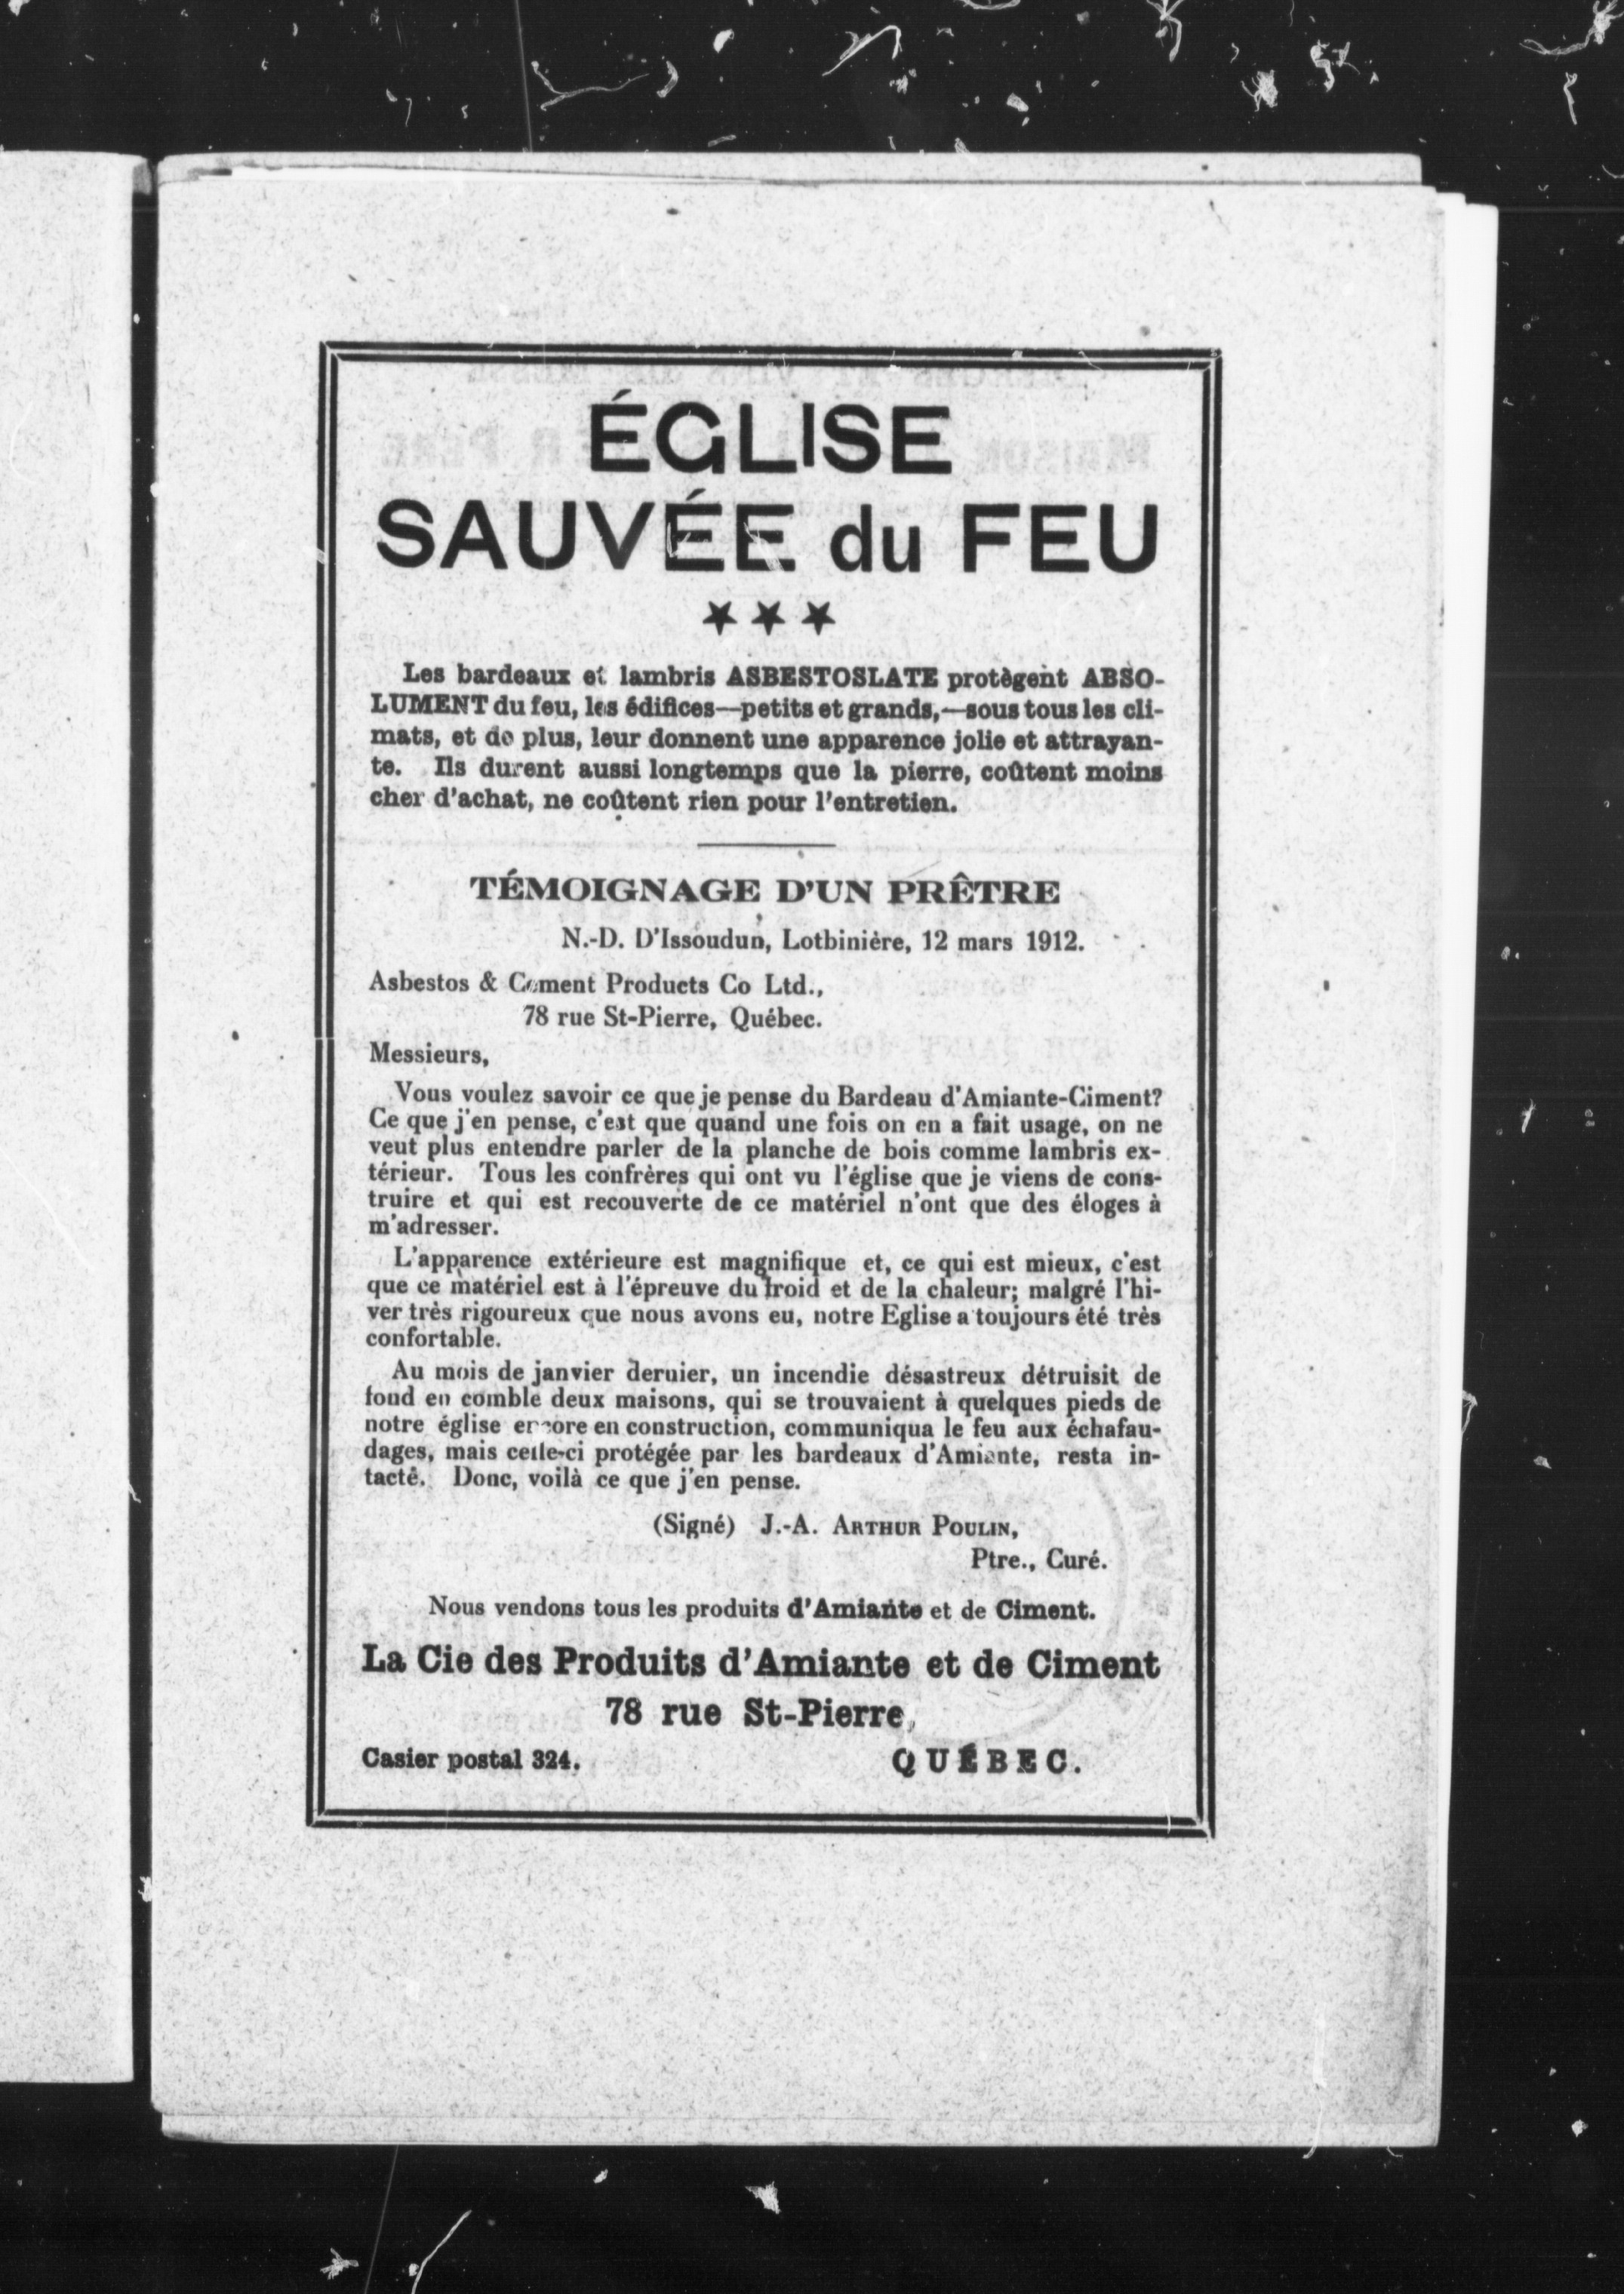 ÉGLISE
SAUVÉE du FEU
★ ★ ★
Les bardeaux et lambris ASBESTOSLATE protègent ABSO-
LUMENT du feu, les édifices—petits et grands,—sous tous les cli-
mats, et de plus, leur donnent une apparence jolie et attrayan-
te. Ils durent aussi longtemps que la pierre, coûtent moins
cher d'achat, ne coûtent rien pour l'entretien.
TÉMOIGNAGE D'UN PRÊTRE
N.-D. D'Issoudun, Lotbinière, 12 mars 1912.
Asbestos & Cement Products Co Ltd.,
78 rue St-Pierre, Québec.
Messieurs,
Vous voulez savoir ce que je pense du Bardeau d'Amiante-Ciment?
Ce que j'en pense, c'est que quand une fois on en a fait usage, on ne
veut plus entendre parler de la planche de bois comme lambris ex-
térieur. Tous les confrères qui ont vu l'église que je viens de cons-
truire et qui est recouverte de ce matériel n'ont que des éloges à
m'adresser.
L'apparence extérieure est magnifique et, ce qui est mieux, c'est
que ce matériel est à l'épreuve du froid et de la chaleur; malgré l'hi-
ver très rigoureux que nous avons eu, notre Eglise a toujours été très
confortable.
Au mois de janvier dernier, un incendie désastreux détruisit de
fond en comble deux maisons, qui se trouvaient à quelques pieds de
notre église encore en construction, communiqua le feu aux échafau-
dages, mais celle-ci protégée par les bardeaux d'Amiante, resta in-
tacte. Donc, voilà ce que j'en pense.
(Signé) J.-A. ARTHUR POULIN,
Ptre., Curé.
Nous vendons tous les produits d'Amiante et de Ciment.
La Cie des Produits d'Amiante et de Ciment
78 rue St-Pierre,
Casier postal 324. QUÉBEC.